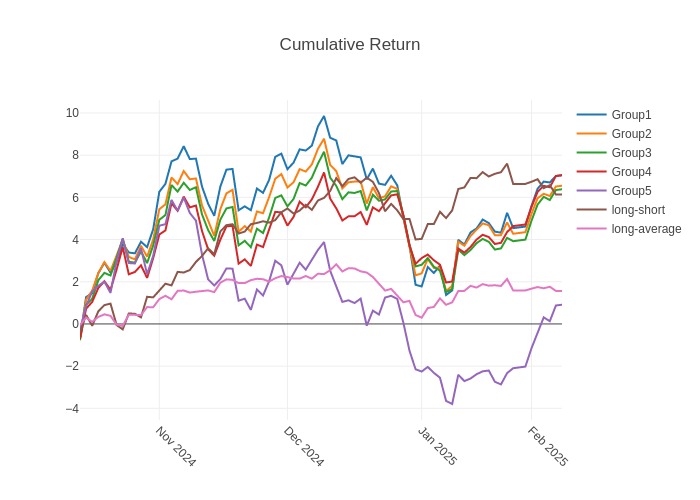 Cumulative Return
10
8
6
4
2
0
−2
−4
Nov 2024
Dec 2024
Jan 2025
Feb 2025
Group1
Group2
Group3
Group4
Group5
long-short
long-average